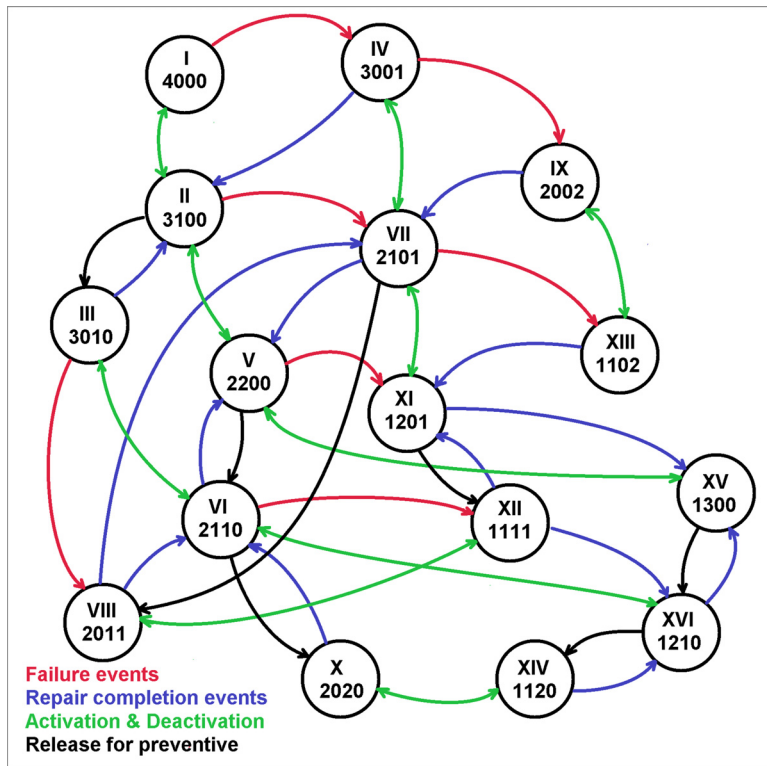 I
4000
IV
3001
IX
2002
II
3100
VII
2101
III
3010
XIII
1102
V
2200
XI
1201
XV
1300
VI
2110
XII
1111
VIII
2011
XVI
1210
X
2020
XIV
1120
Failure events
Repair completion events
Activation & Deactivation
Release for preventive